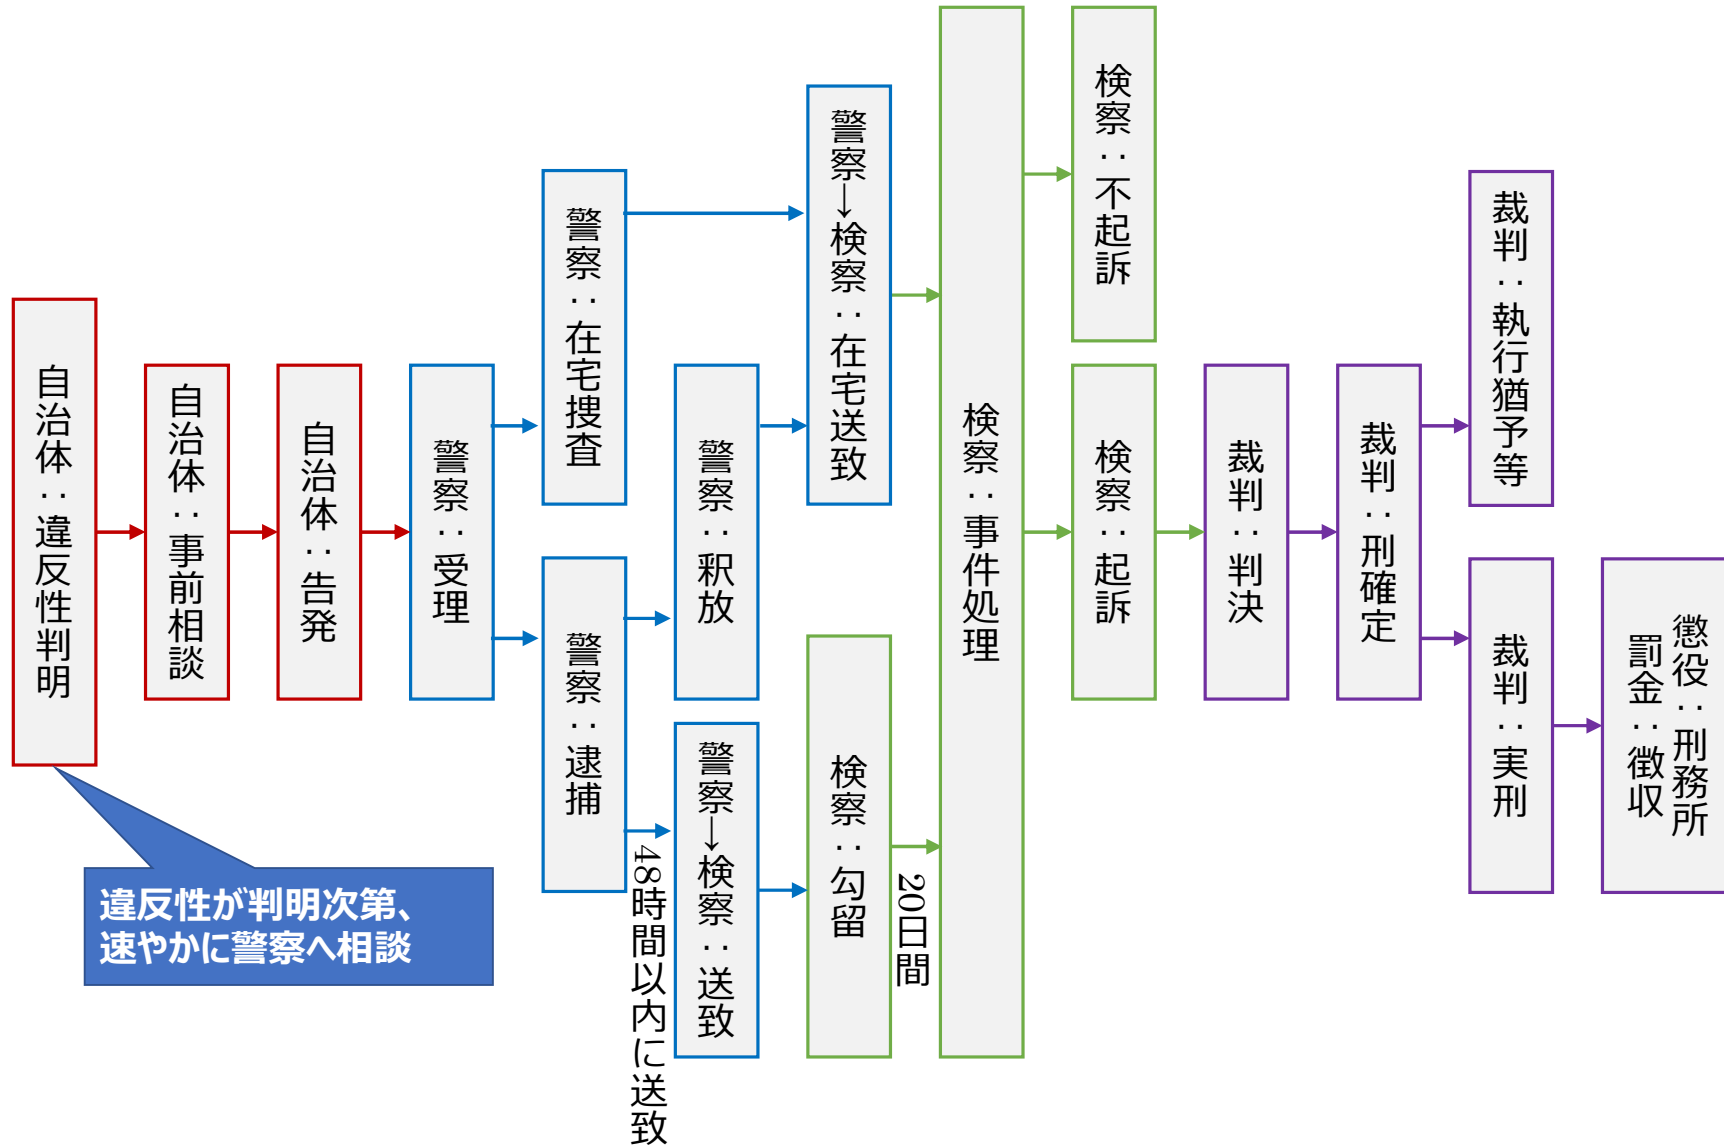 自治体：違反性判明
自治体：事前相談
自治体：告発
警察：受理
警察：在宅捜査
警察：逮捕
48時間以内に送致
警察：釈放
警察→検察：送致
警察→検察：在宅送致
検察：勾留
20日間
検察：事件処理
検察：不起訴
検察：起訴
裁判：判決
裁判：刑確定
裁判：執行猶予等
裁判：実刑
懲役：刑務所
罰金：徴収
違反性が判明次第、
速やかに警察へ相談